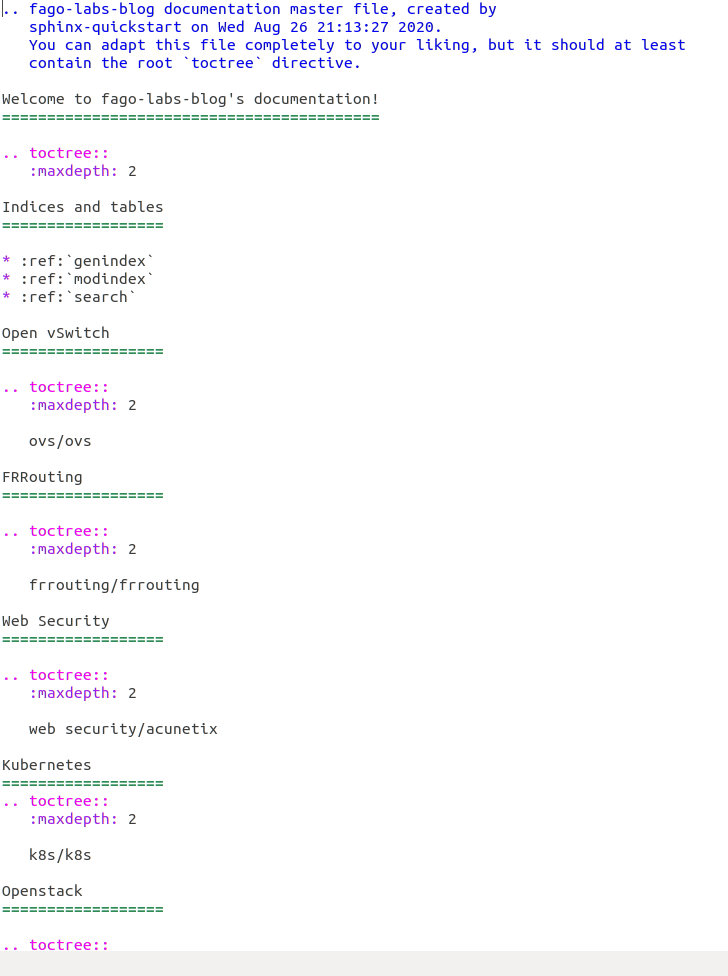 .. fago-labs-blog documentation master file, created by
   sphinx-quickstart on Wed Aug 26 21:13:27 2020.
   You can adapt this file completely to your liking, but it should at least
   contain the root `toctree` directive.

Welcome to fago-labs-blog's documentation!
==========================================

.. toctree::
   :maxdepth: 2

Indices and tables
==================

* :ref:`genindex`
* :ref:`modindex`
* :ref:`search`

Open vSwitch
==================

.. toctree::
   :maxdepth: 2

   ovs/ovs

FRRouting
==================

.. toctree::
   :maxdepth: 2

   frrouting/frrouting

Web Security
==================

.. toctree::
   :maxdepth: 2

   web security/acunetix

Kubernetes
==================
.. toctree::
   :maxdepth: 2

   k8s/k8s

Openstack
==================

.. toctree::